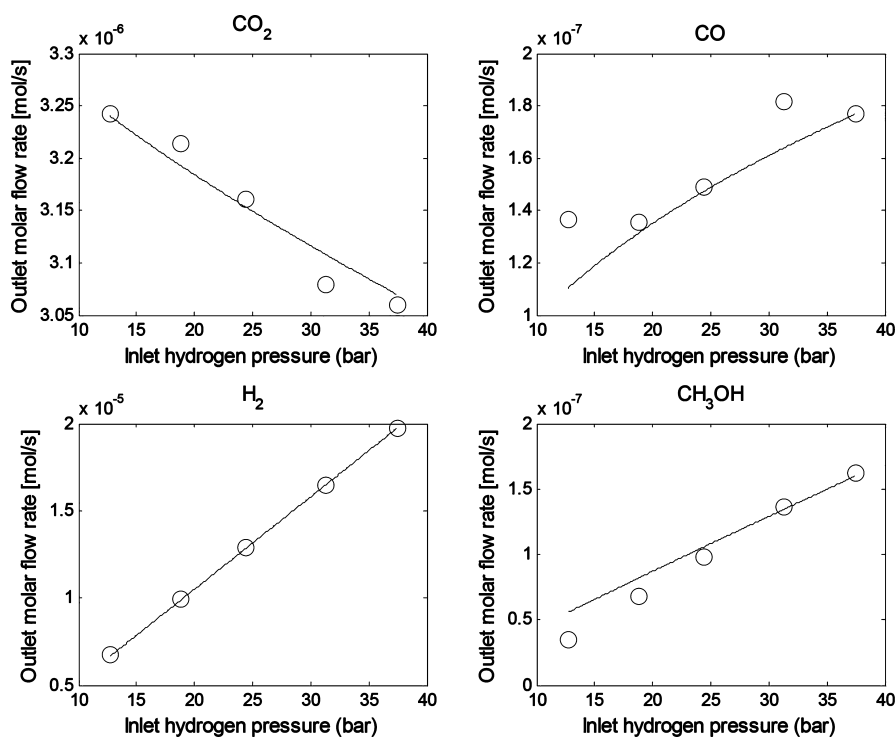 CO2
x 10-6
Outlet molar flow rate [mol/s]
3.3
3.25
3.2
3.15
3.1
3.05
10 15 20 25 30 35 40
Inlet hydrogen pressure (bar)
CO
x 10-7
Outlet molar flow rate [mol/s]
2
1.8
1.6
1.4
1.2
1
10 15 20 25 30 35 40
Inlet hydrogen pressure (bar)
H2
x 10-5
Outlet molar flow rate [mol/s]
2
1.5
1
0.5
10 15 20 25 30 35 40
Inlet hydrogen pressure (bar)
CH3OH
x 10-7
Outlet molar flow rate [mol/s]
2
1.5
1
0.5
0
10 15 20 25 30 35 40
Inlet hydrogen pressure (bar)